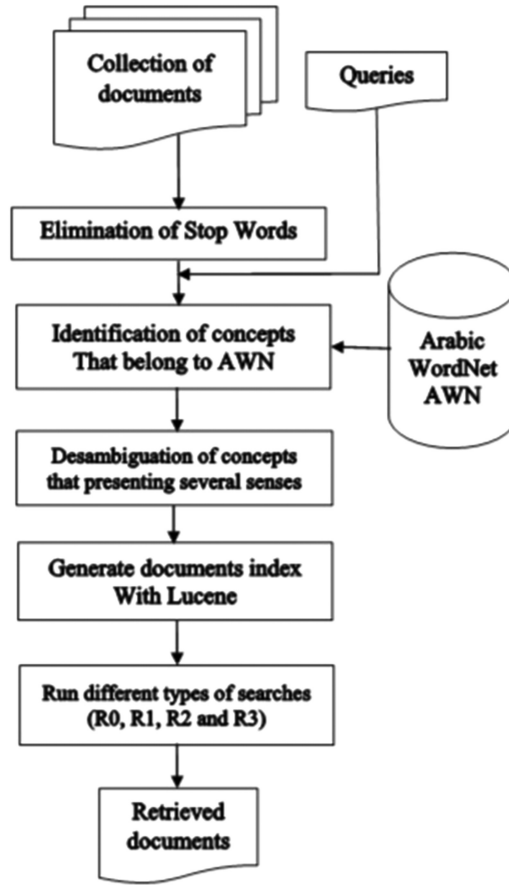 Collection of
documents
Queries
Elimination of Stop Words
Identification of concepts
That belong to AWN
Arabic
WordNet
AWN
Desambiguation of concepts
that presenting several senses
Generate documents index
With Lucene
Run different types of searches
(R0, R1, R2 and R3)
Retrieved
documents